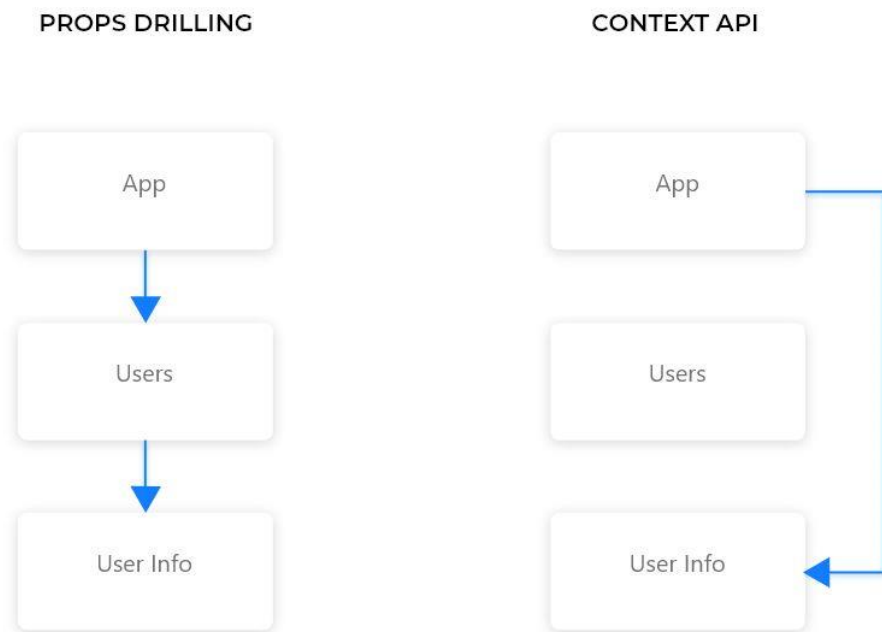 PROPS DRILLING
CONTEXT API
App
App
Users
Users
User Info
User Info